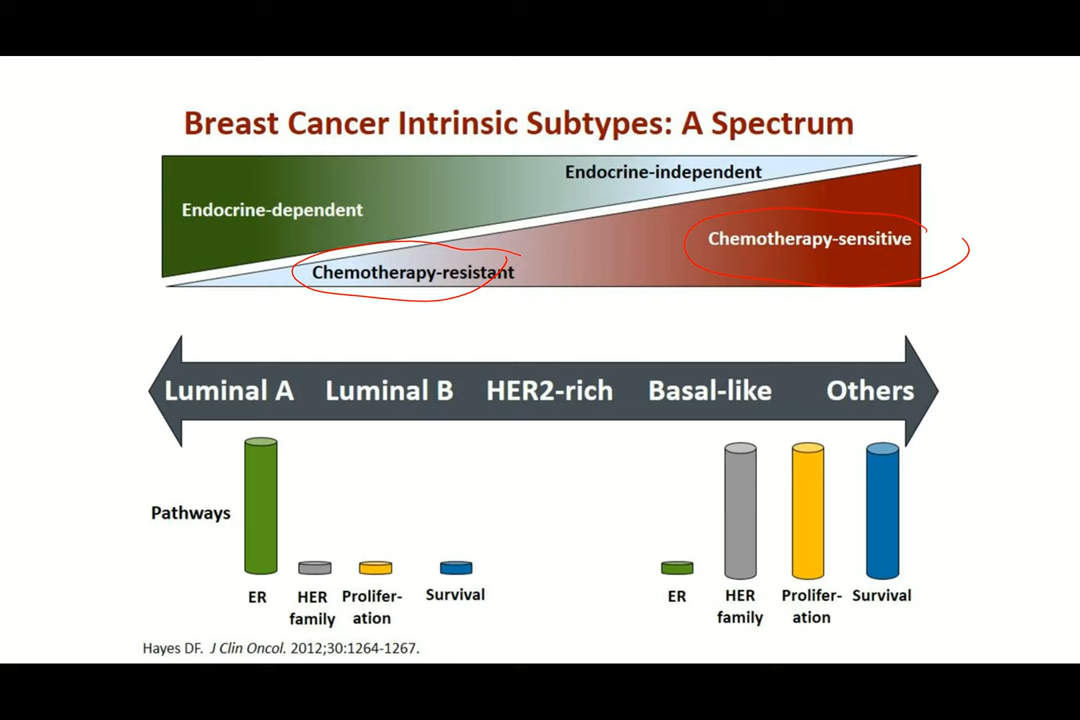 Breast Cancer Intrinsic Subtypes: A Spectrum
Endocrine-independent
Endocrine-dependent
Chemotherapy-sensitive
Chemotherapy-resistant
Luminal A Luminal B HER2-rich Basal-like Others
Pathways
ER HER family Prolifer-ation Survival
ER HER family Prolifer-ation Survival
Hayes DF. J Clin Oncol. 2012;30:1264-1267.